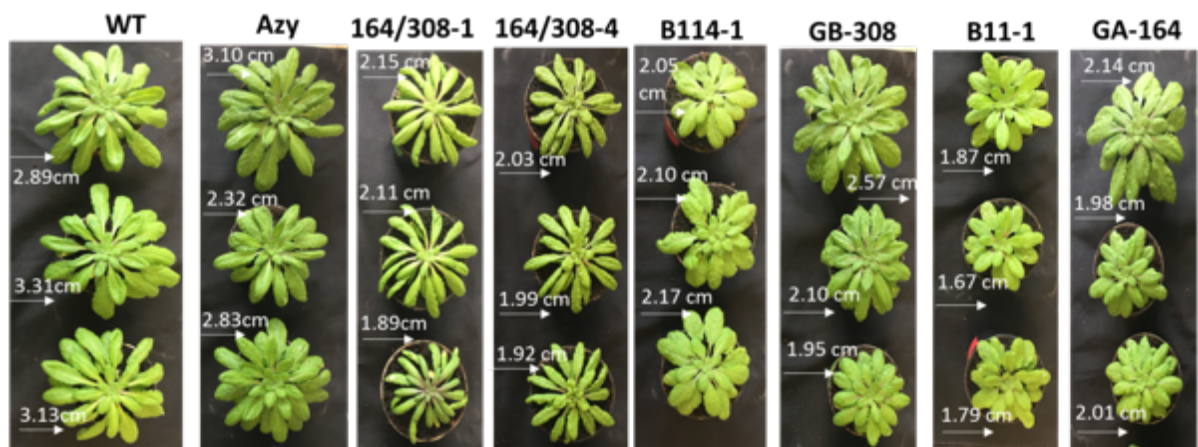 WT
Azy
164/308-1
164/308-4
B114-1
GB-308
B11-1
GA-164
2.89cm
3.31cm
3.13cm
3.10 cm
2.32 cm
2.83cm
2.15 cm
2.11 cm
1.89cm
2.03 cm
1.99 cm
1.92 cm
2.05
cm
2.10 cm
2.17 cm
2.57 cm
2.10 cm
1.95 cm
1.87 cm
1.67 cm
1.79 cm
2.14 cm
1.98 cm
2.01 cm